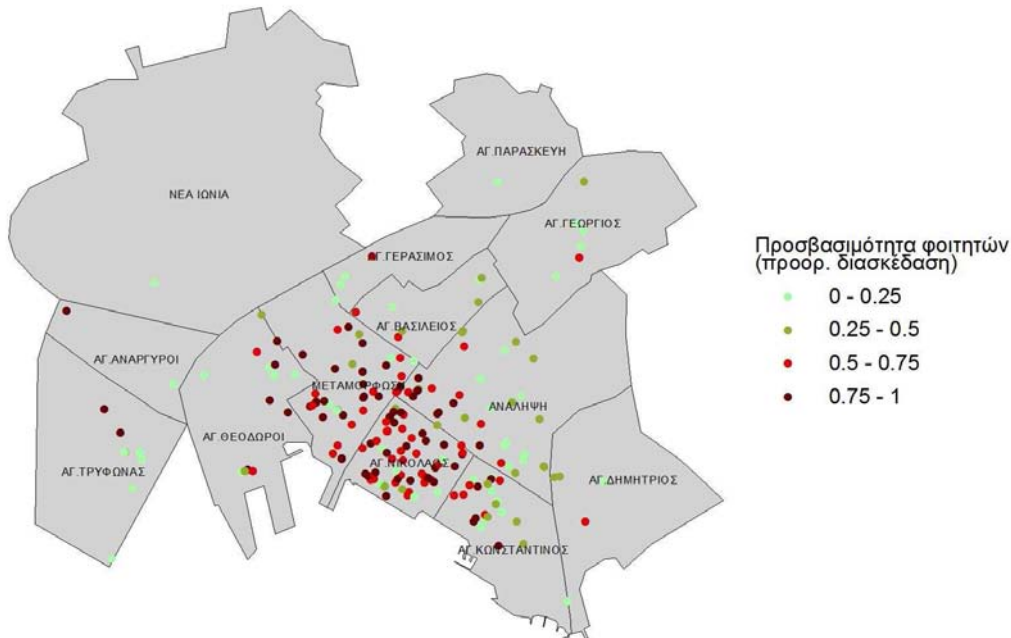 ΑΓ.ΠΑΡΑΣΚΕΥΗ
ΝΕΑ ΙΩΝΙΑ
ΑΓ.ΓΕΩΡΓΙΟΣ
ΑΓ.ΓΕΡΑΣΙΜΟΣ
ΑΓ.ΒΑΣΙΛΕΙΟΣ
ΑΓ.ΑΝΑΡΓΥΡΟΙ
ΜΕΤΑΜΟΡΦΩΣΗ
ΑΝΑΛΗΨΗ
ΑΓ.ΘΕΟΔΩΡΟΙ
ΑΓ.ΝΙΚΟΛΑΟΣ
ΑΓ.ΤΡΥΦΩΝΑΣ
ΑΓ.ΔΗΜΗΤΡΙΟΣ
ΑΓ.ΚΩΝΣΤΑΝΤΙΝΟΣ
Προσβασιμότητα φοιτητών
(προορ. διασκέδαση)
0 - 0.25
0.25 - 0.5
0.5 - 0.75
0.75 - 1